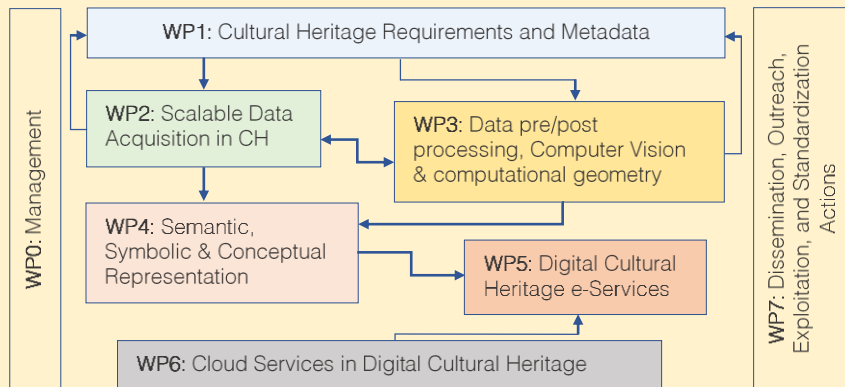 WP1: Cultural Heritage Requirements and Metadata
WP2: Scalable Data
Acquisition in CH
WP3: Data pre/post
processing, Computer Vision
& computational geometry
WP4: Semantic,
Symbolic & Conceptual
Representation
WP5: Digital Cultural
Heritage e-Services
WP6: Cloud Services in Digital Cultural Heritage
WP0: Management
WP7: Dissemination, Outreach,
Exploitation, and Standardization
Actions